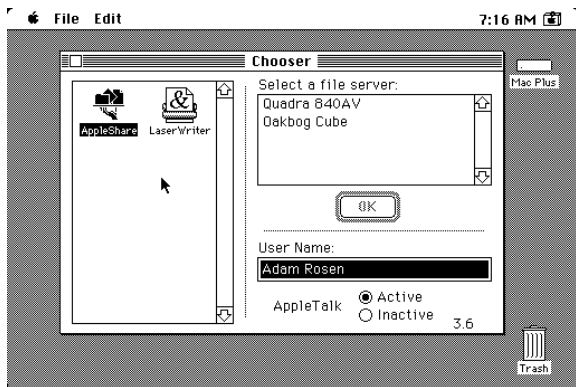 File Edit 7:16 AM
Chooser
AppleShare
LaserWriter
&
Select a file server:
Quadra 840AV
Oakbog Cube
OK
User Name:
Adam Rosen
AppleTalk
Active
Inactive
3.6
Mac Plus
Trash